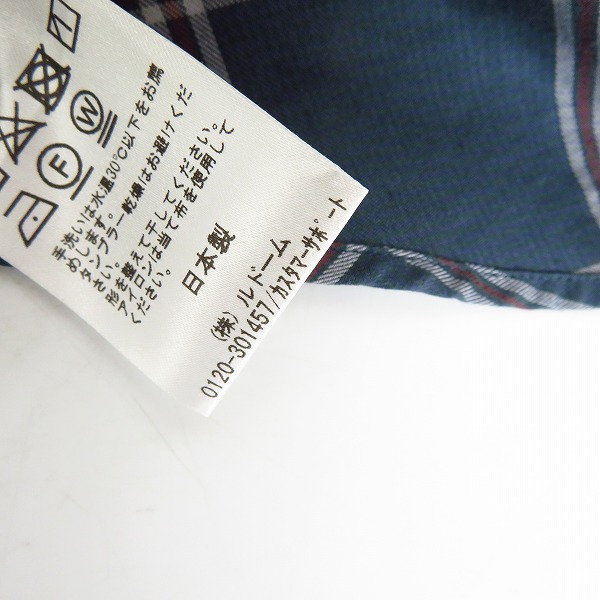 手洗いは水温30℃以下をお薦
めします。
タンブラー乾燥はお避けくだ
さい。
形を整えて干してください。
アイロンは当て布を使用して
ください。
日本製
(株) ルドーム
0120-301457/カスタマーサポート
F
W